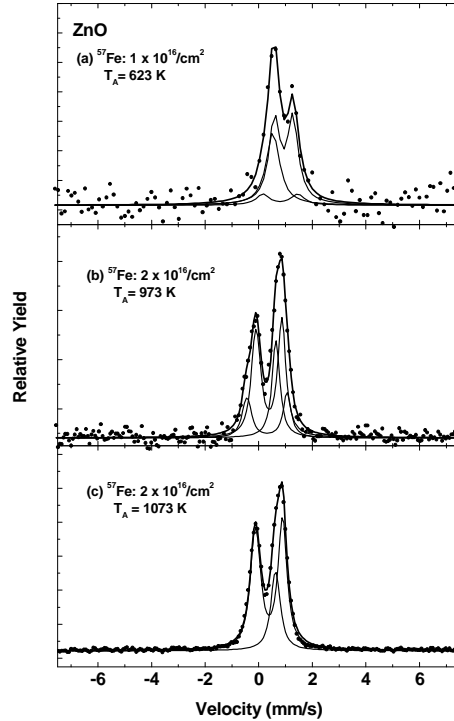 ZnO
(a) ⁵⁷Fe: 1 x 10¹⁶/cm²
T_A= 623 K
(b) ⁵⁷Fe: 2 x 10¹⁶/cm²
T_A= 973 K
(c) ⁵⁷Fe: 2 x 10¹⁶/cm²
T_A = 1073 K
Relative Yield
-6 -4 -2 0 2 4 6
Velocity (mm/s)